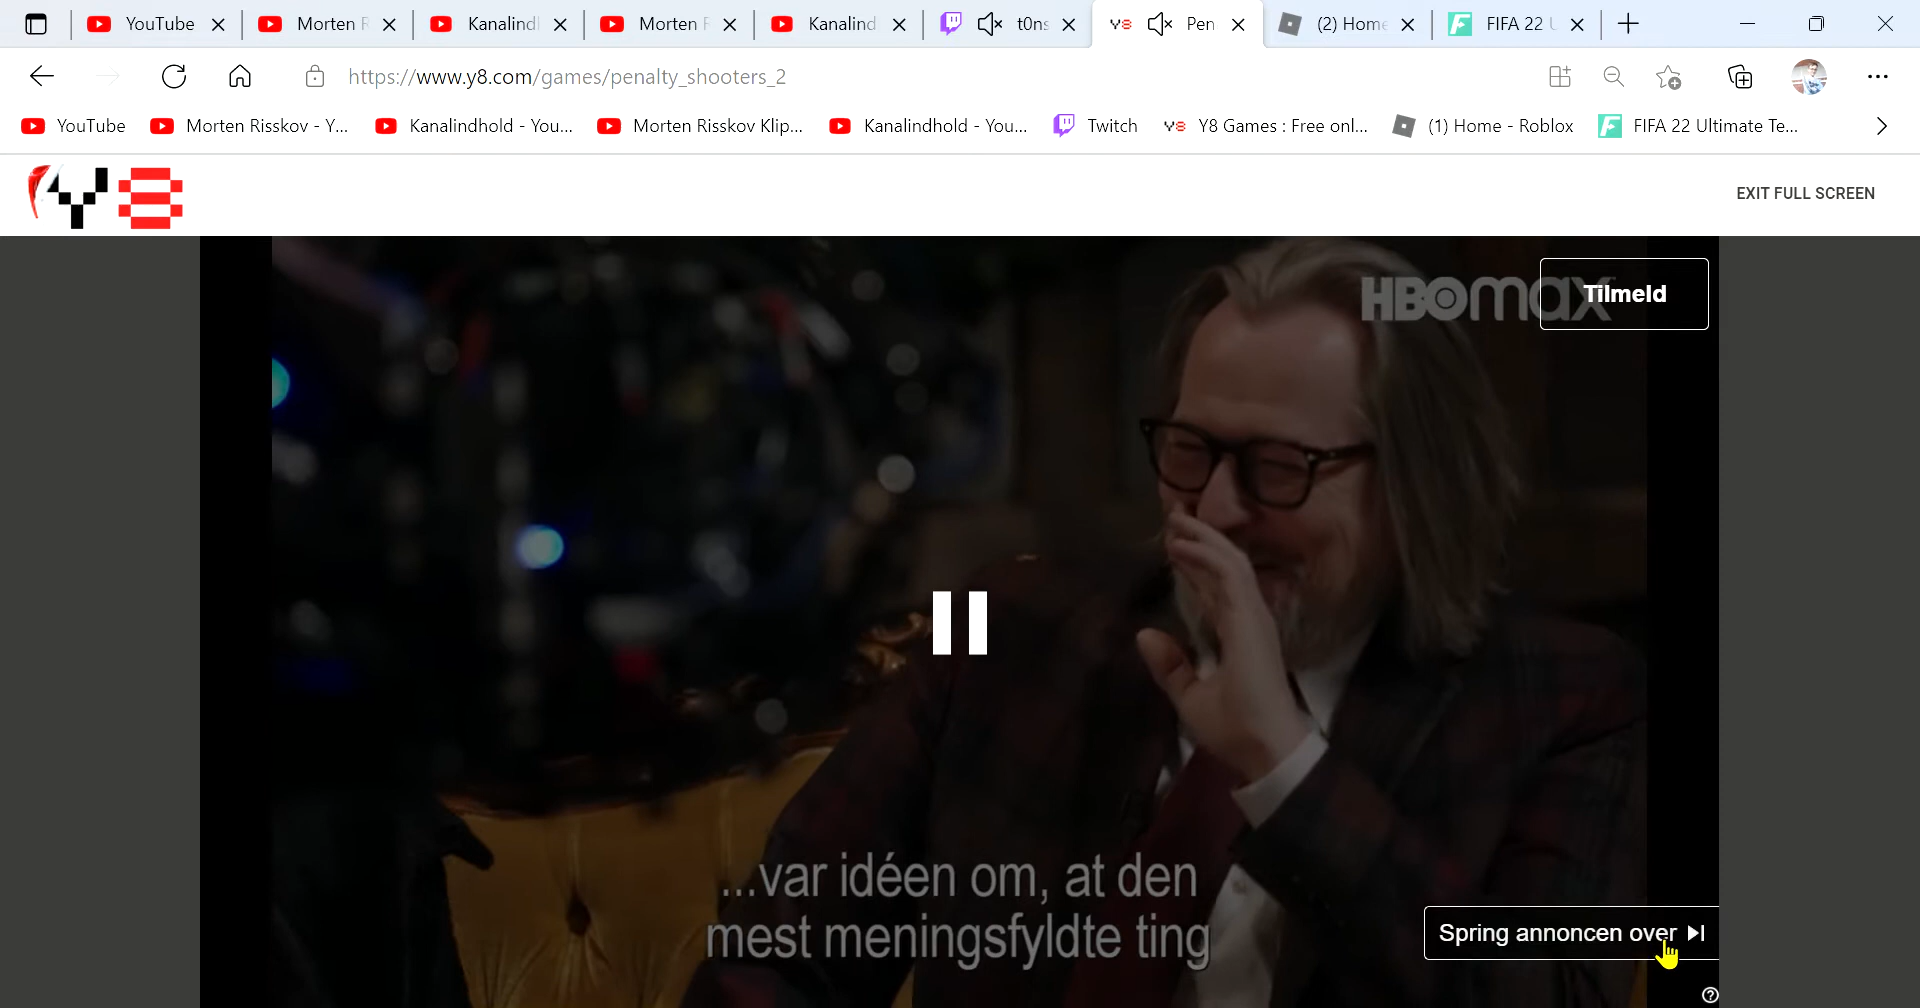 YouTube
Morten
Kanalind
Morten
Kanalind
t0ns
Pen
(2) Home
FIFA 22
https://www.y8.com/games/penalty_shooters_2
YouTube
Morten Risskov - Y...
Kanalindhold - You...
Morten Risskov Klip...
Kanalindhold - You...
Twitch
Y8 Games : Free onl...
(1) Home - Roblox
FIFA 22 Ultimate Te...
Y8
EXIT FULL SCREEN
HBOmax
Tilmeld
...var idéen om, at den
mest meningsfyldte ting
Spring annoncen over